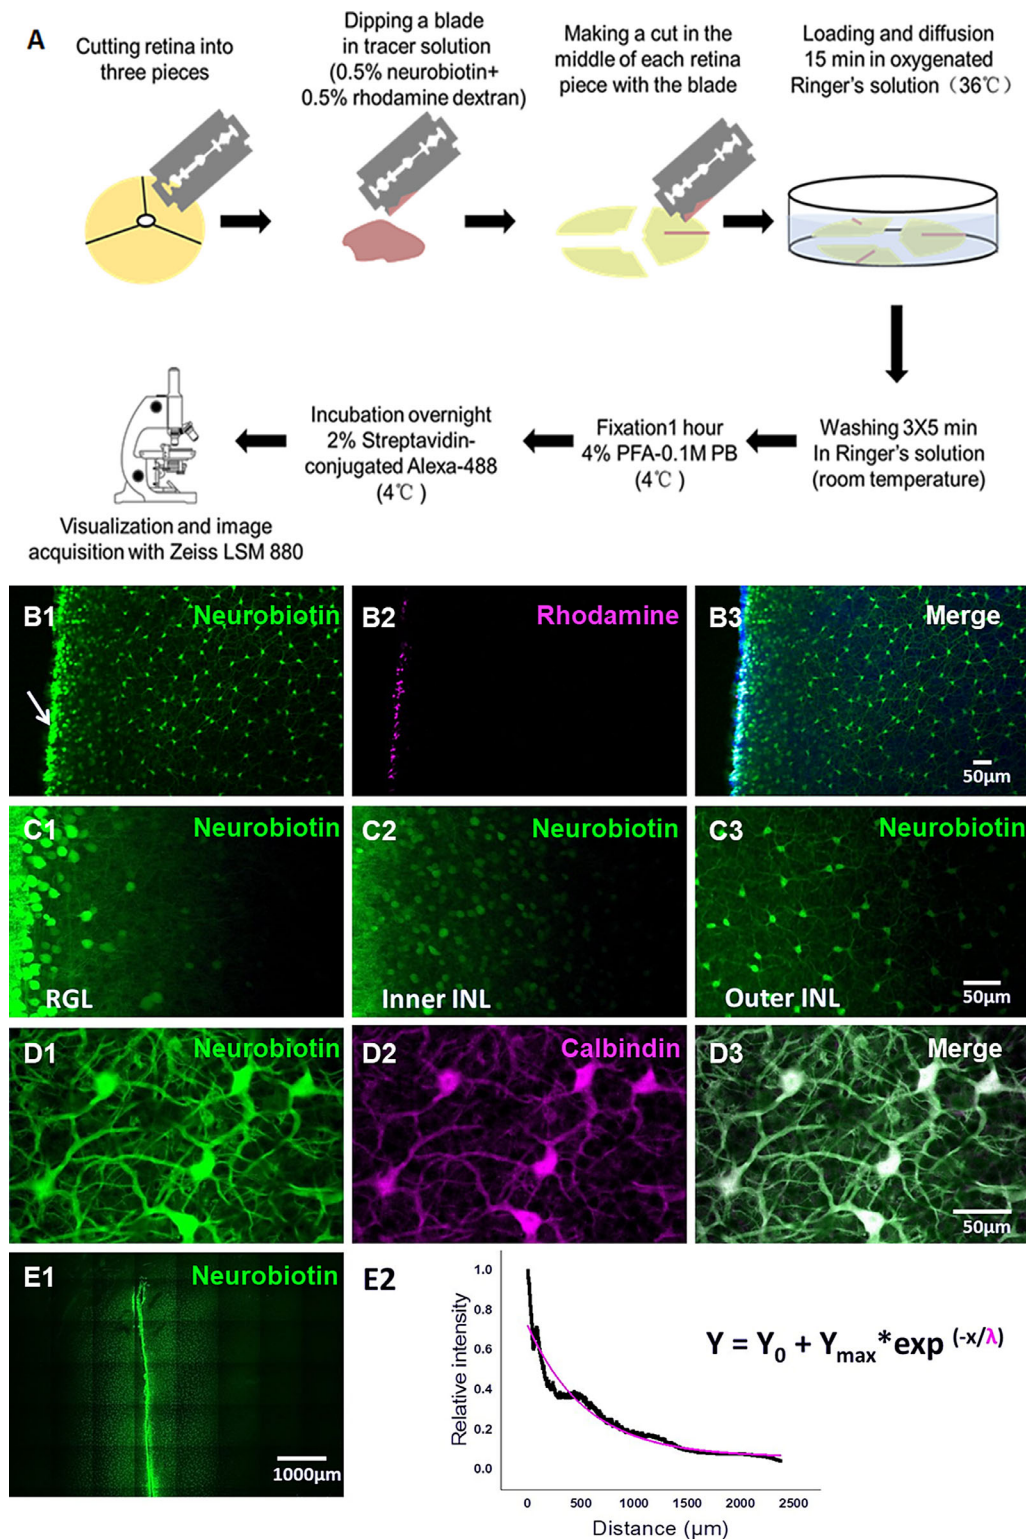 A
Cutting retina into
three pieces
Dipping a blade
in tracer solution
(0.5% neurobiotin+
0.5% rhodamine dextran)
Making a cut in the
middle of each retina
piece with the blade
Loading and diffusion
15 min in oxygenated
Ringer's solution (36℃)
Washing 3X5 min
In Ringer's solution
(room temperature)
Fixation1 hour
4% PFA-0.1M PB
(4℃)
Incubation overnight
2% Streptavidin-
conjugated Alexa-488
(4℃)
Visualization and image
acquisition with Zeiss LSM 880
B1 Neurobiotin
B2 Rhodamine
B3 Merge
50µm
C1 Neurobiotin
RGL
C2 Neurobiotin
Inner INL
C3 Neurobiotin
Outer INL
50µm
D1 Neurobiotin
D2 Calbindin
D3 Merge
50µm
E1 Neurobiotin
1000µm
E2
Relative intensity
1.0
0.8
0.6
0.4
0.2
0.0
0 500 1000 1500 2000 2500
Distance (µm)
Y = Y0 + Ymax*exp (-x/λ)